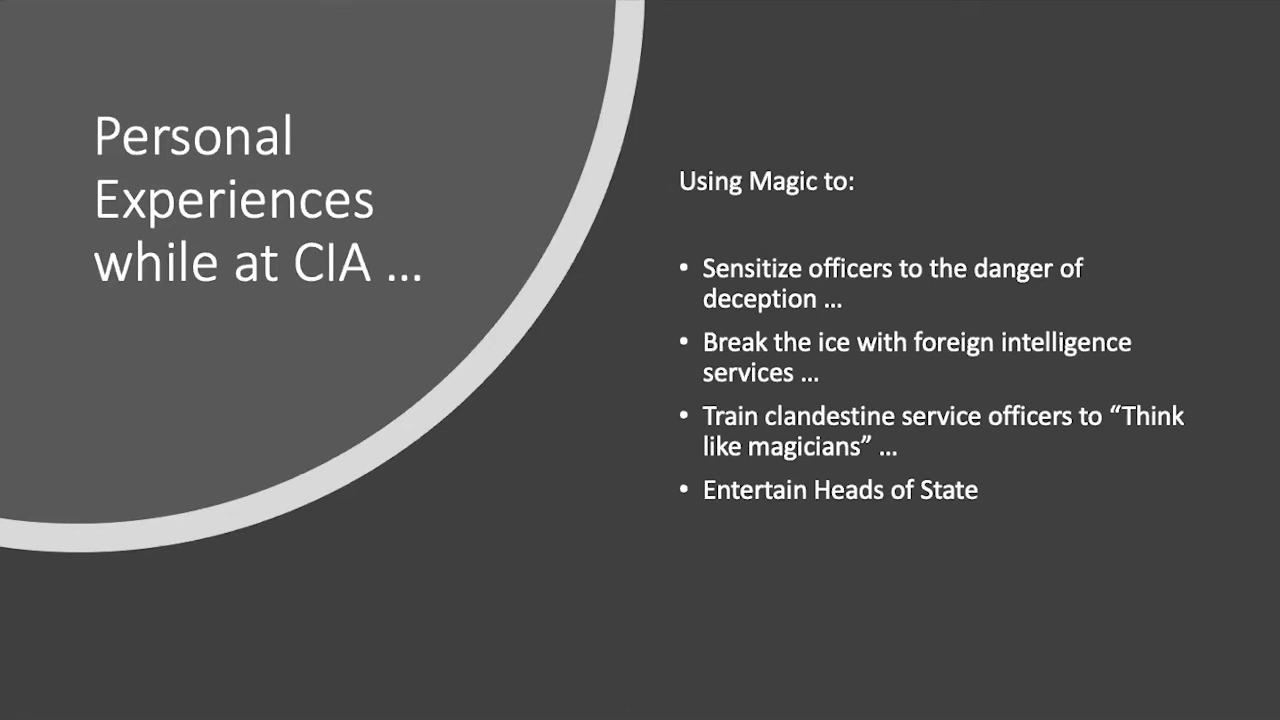 Personal
Experiences
while at CIA ...
Using Magic to:
• Sensitize officers to the danger of
deception ...
• Break the ice with foreign intelligence
services ...
• Train clandestine service officers to “Think
like magicians” ...
• Entertain Heads of State